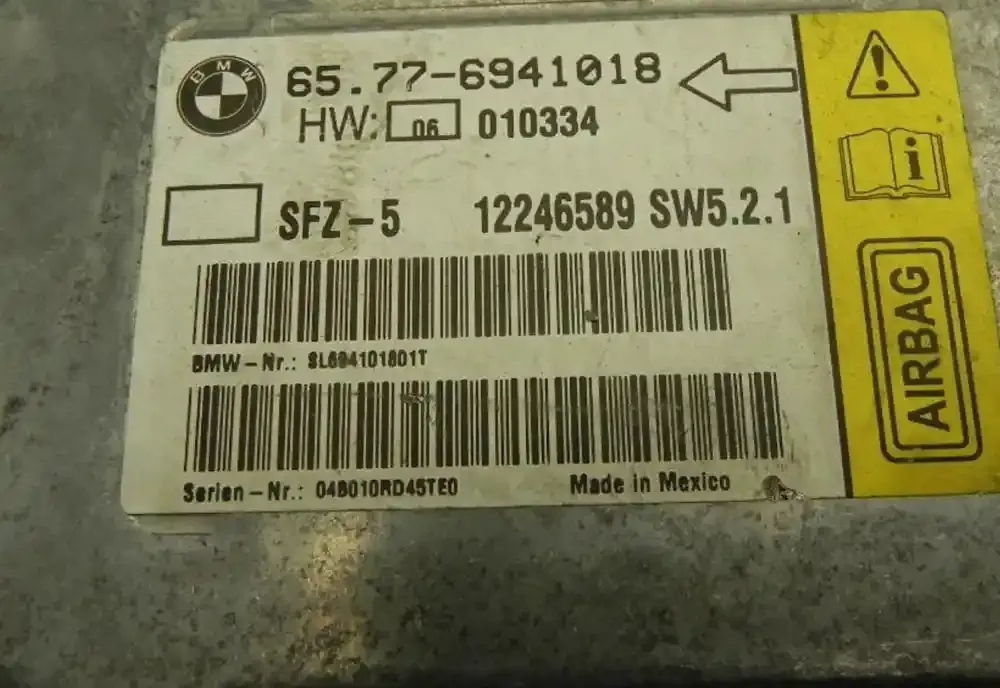 BMW
65.77-6941018
HW: 06 010334
SFZ-5 12246589 SW5.2.1
BMW-Nr.: SL694101801T
Serien-Nr.: 04B010RD45TE0
Made in Mexico
i
AIRBAG